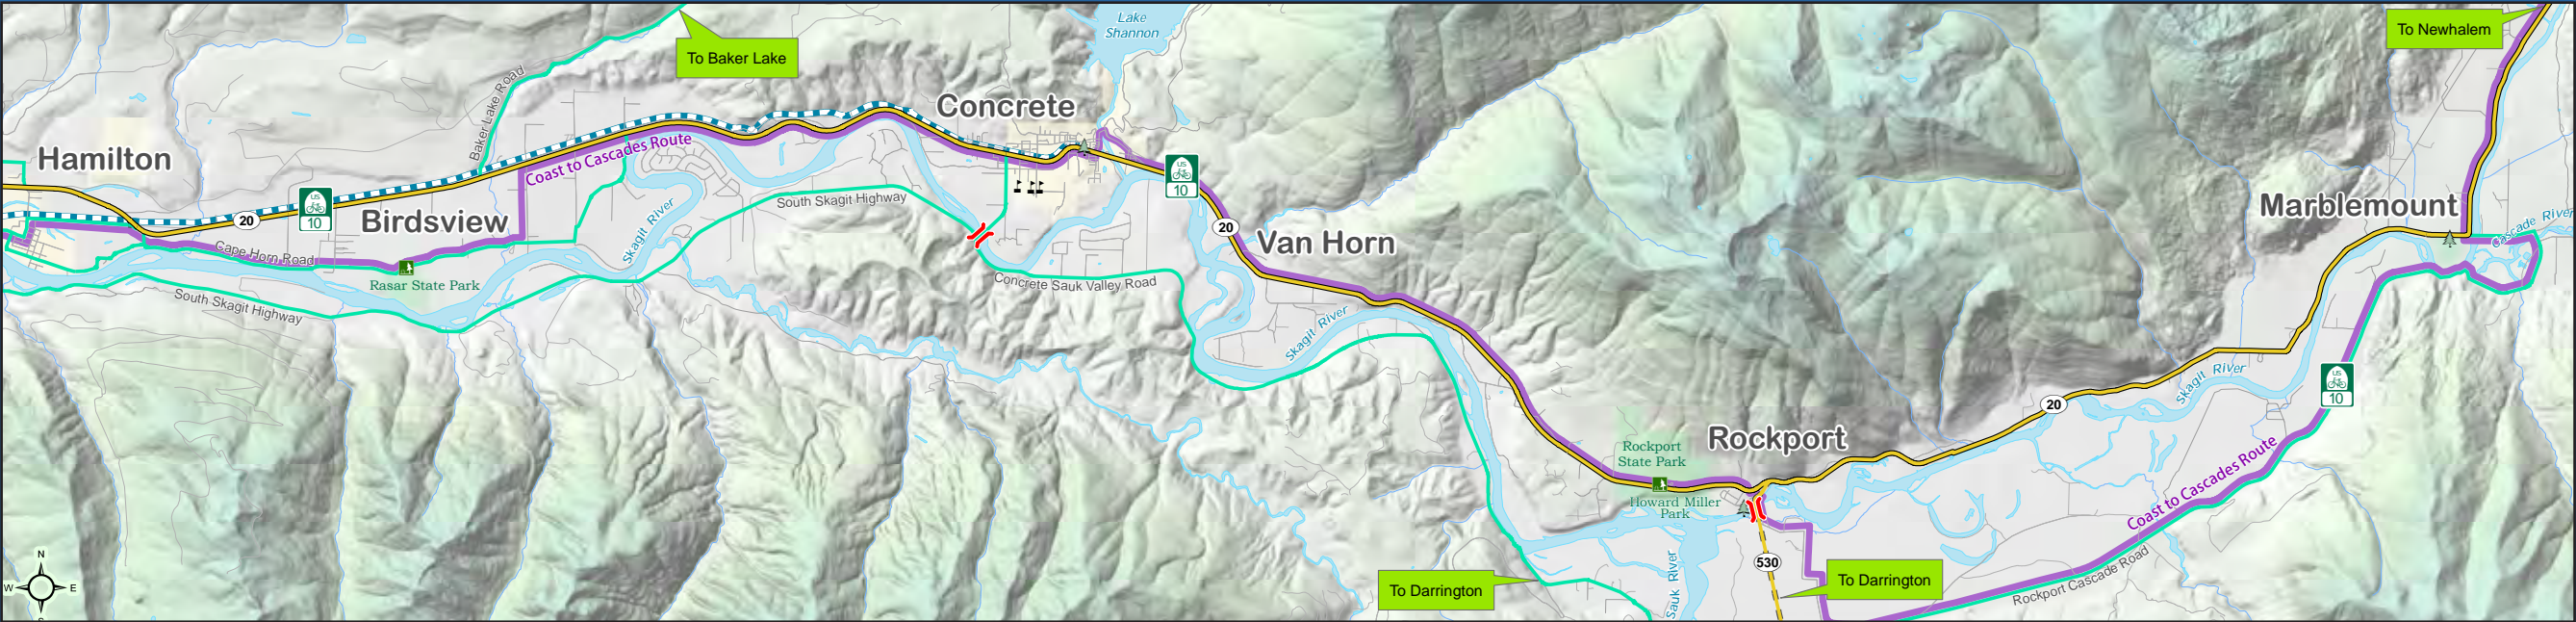 Lake
Shannon
To Newhalem
To Baker Lake
Baker Lake Road
Concrete
Hamilton
Coast to Cascades Route
US
10
20
US
10
Birdsview
South Skagit Highway
Skagit River
Cape Horn Road
Rasar State Park
South Skagit Highway
Concrete Sauk Valley Road
20
Van Horn
Skagit River
Marblemount
Cascade River
Skagit River
US
10
20
Rockport
Rockport
State Park
Howard Miller
Park
Coast to Cascades Route
Rockport Cascade Road
530
To Darrington
To Darrington
Sauk River
N
W
E
S